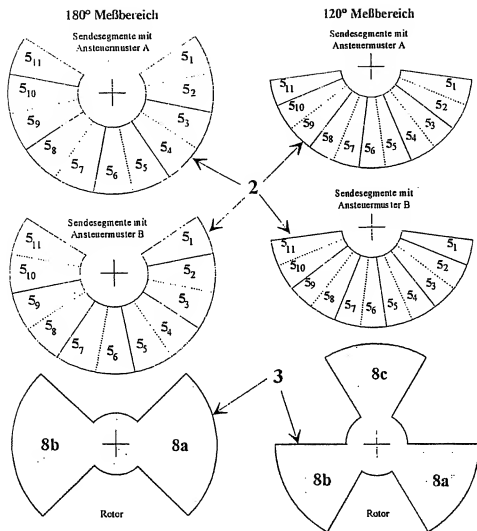 180° Meßbereich
Sendesegmente mit
Ansteuermuster A
5₁₁
5₁₀
5₉
5₈
5₇
5₆
5₅
5₄
5₃
5₂
5₁
120° Meßbereich
Sendesegmente mit
Ansteuermuster A
5₁₁
5₁₀
5₉
5₈
5₇
5₆
5₅
5₄
5₃
5₂
5₁
2
Sendesegmente mit
Ansteuermuster B
5₁₁
5₁₀
5₉
5₈
5₇
5₆
5₅
5₄
5₃
5₂
5₁
Sendesegmente mit
Ansteuermuster B
5₁₁
5₁₀
5₉
5₈
5₇
5₆
5₅
5₄
5₃
5₂
5₁
3
8b
8a
Rotor
8c
8b
8a
Rotor